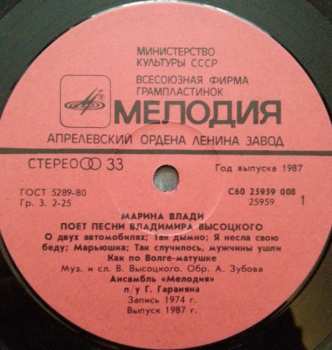 МИНИСТЕРСТВО
КУЛЬТУРЫ СССР
ВСЕСОЮЗНАЯ ФИРМА
ГРАМПЛАСТИНОК
МЕЛОДИЯ
АПРЕЛЕВСКИЙ ОРДЕНА ЛЕНИНА ЗАВОД
СТЕРЕО 33
Год выпуска 1987
ГОСТ 5289-80
Гр. 3. 2-25
С60 25959 008
25959 1
МАРИНА ВЛАДИ
ПОЕТ ПЕСНИ ВЛАДИМИРА ВЫСОЦКОГО
О двух автомобилях; Так дымно; Я несла свою
беду; Марьюшка; Так случилось, мужчины ушли
Как по Волге-матушке
Муз. и сл. В. Высоцкого. Обр. А. Зубова
Ансамбль «Мелодия»
п/у Г. Гараняна
Запись 1974 г.
Выпуск 1987 г.